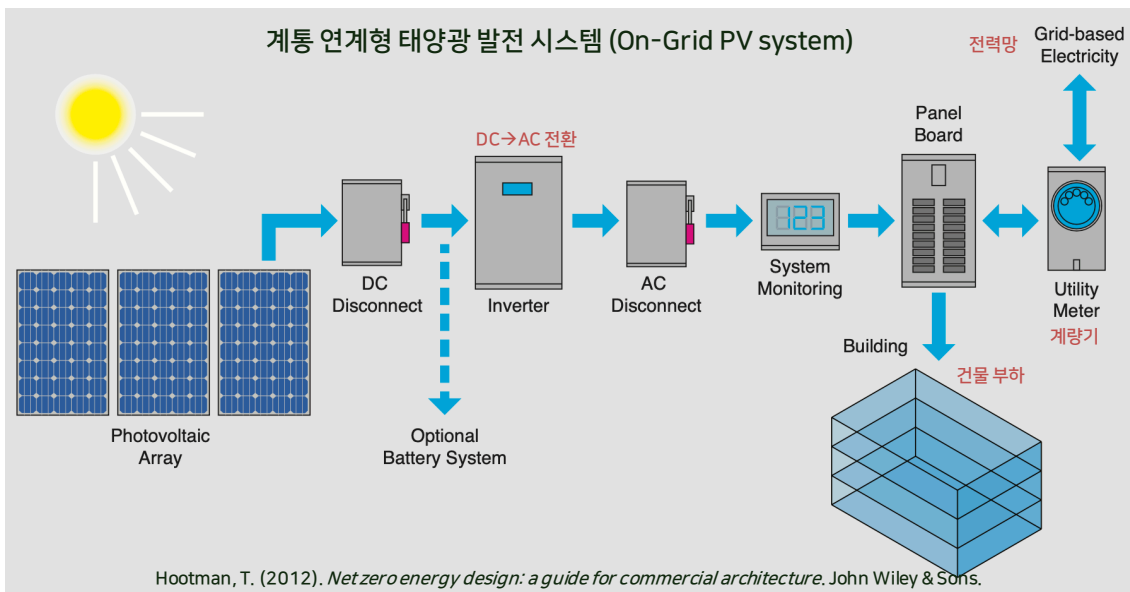 계통 연계형 태양광 발전 시스템 (On-Grid PV system)
전력망
Grid-based
Electricity
Panel
Board
DC→AC 전환
123
DC
Disconnect
Inverter
AC
Disconnect
System
Monitoring
Utility
Meter
계량기
Building
건물 부하
Photovoltaic
Array
Optional
Battery System
Hootman, T. (2012). Net zero energy design: a guide for commercial architecture. John Wiley & Sons.